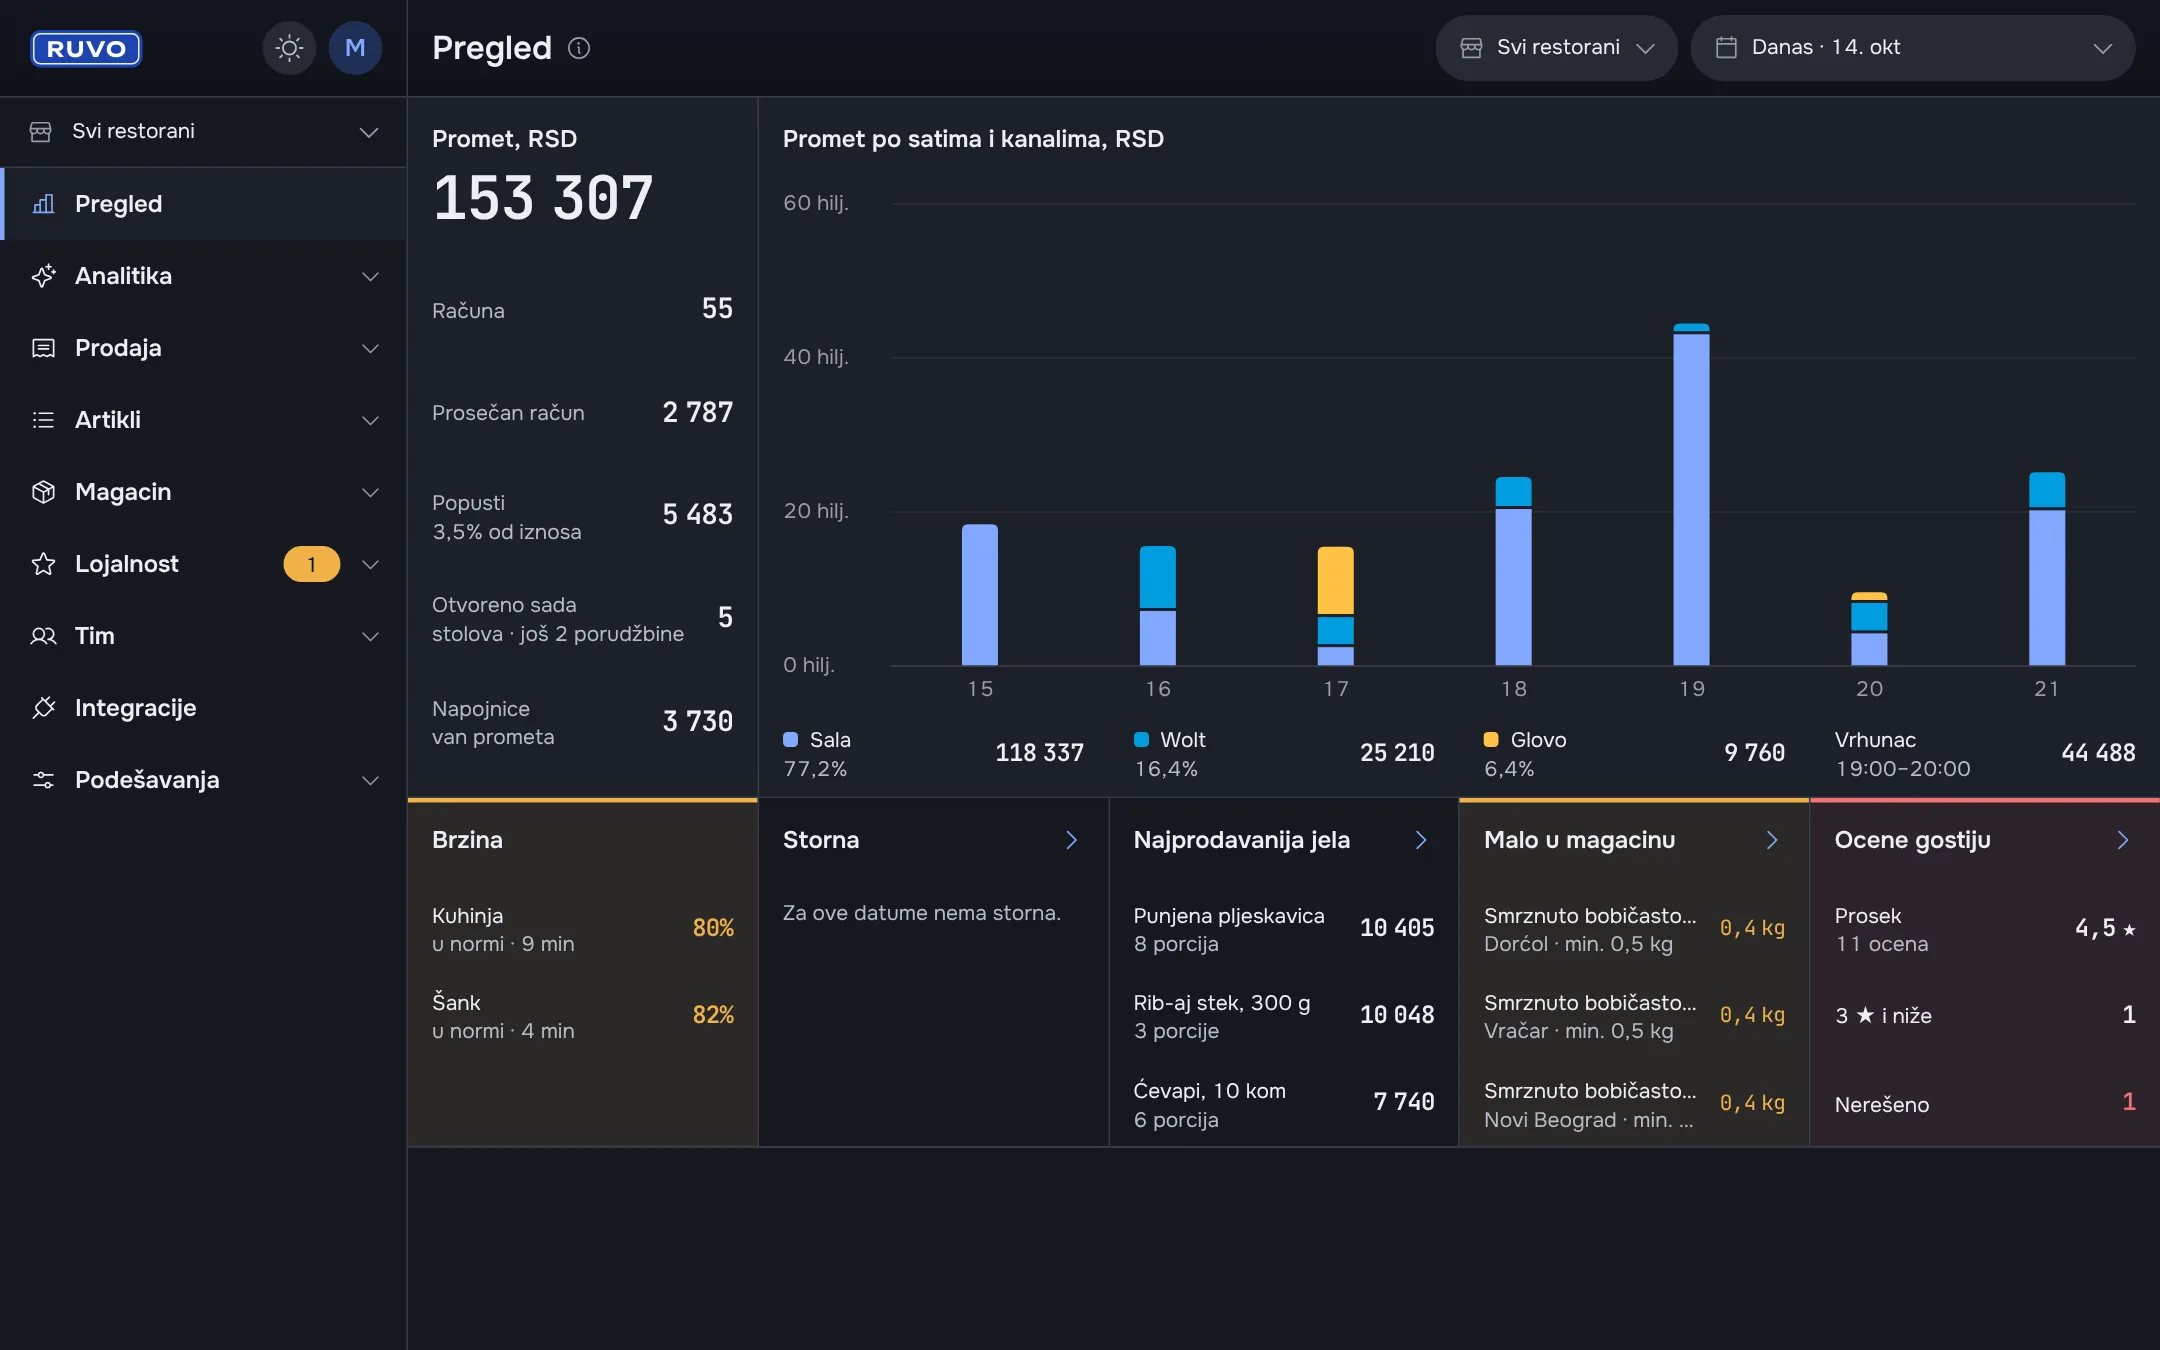 RUVO
M
Pregled
Svi restorani
Danas · 14. okt
Svi restorani
Pregled
Analitika
Prodaja
Artikli
Magacin
Lojalnost
1
Tim
Integracije
Podešavanja
Promet, RSD
153 307
Računa
55
Prosečan račun
2 787
Popusti
3,5% od iznosa
5 483
Otvoreno sada
stolova · još 2 porudžbine
5
Napojnice
van prometa
3 730
Promet po satima i kanalima, RSD
60 hilj.
40 hilj.
20 hilj.
0 hilj.
15 16 17 18 19 20 21
Sala
77,2%
118 337
Wolt
16,4%
25 210
Glovo
6,4%
9 760
Vrhunac
19:00–20:00
44 488
Brzina
Kuhinja
u normi · 9 min
80%
Šank
u normi · 4 min
82%
Storna
Za ove datume nema storna.
Najprodavanija jela
Punjena pljeskavica
8 porcija
10 405
Rib-aj stek, 300 g
3 porcije
10 048
Ćevapi, 10 kom
6 porcija
7 740
Malo u magacinu
Smrznuto bobičasto...
Dorćol · min. 0,5 kg
0,4 kg
Smrznuto bobičasto...
Vračar · min. 0,5 kg
0,4 kg
Smrznuto bobičasto...
Novi Beograd · min. ...
0,4 kg
Ocene gostiju
Prosek
11 ocena
4,5 ★
3 ★ i niže
1
Nerešeno
1